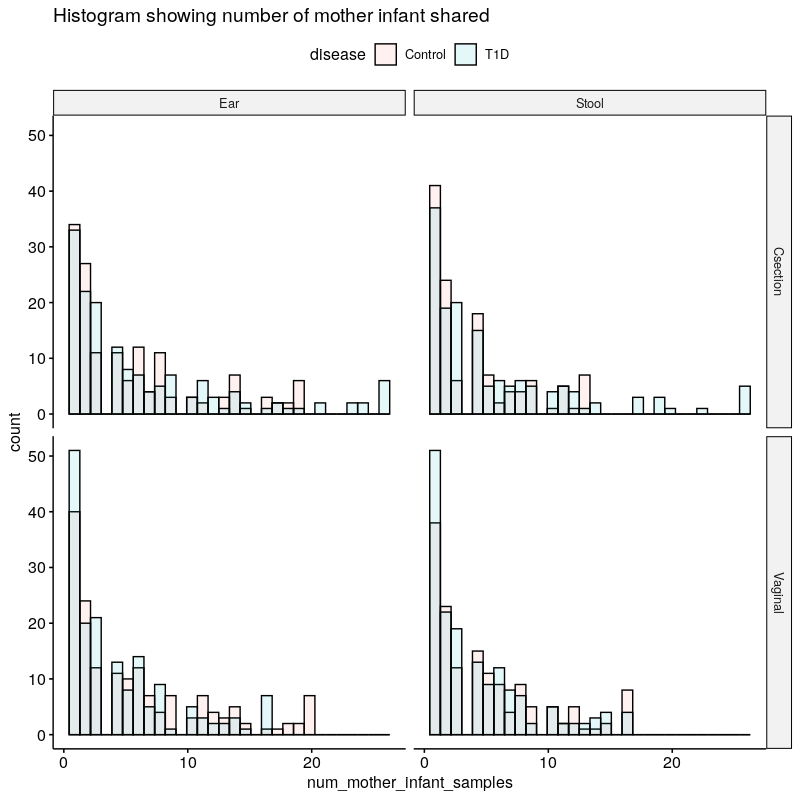 Histogram showing number of mother infant shared
disease Control T1D
Ear Stool
50
40
30
20
10
0
Csection
50
40
30
20
10
0
Vaginal
count
0 10 20 0 10 20
num_mother_infant_samples